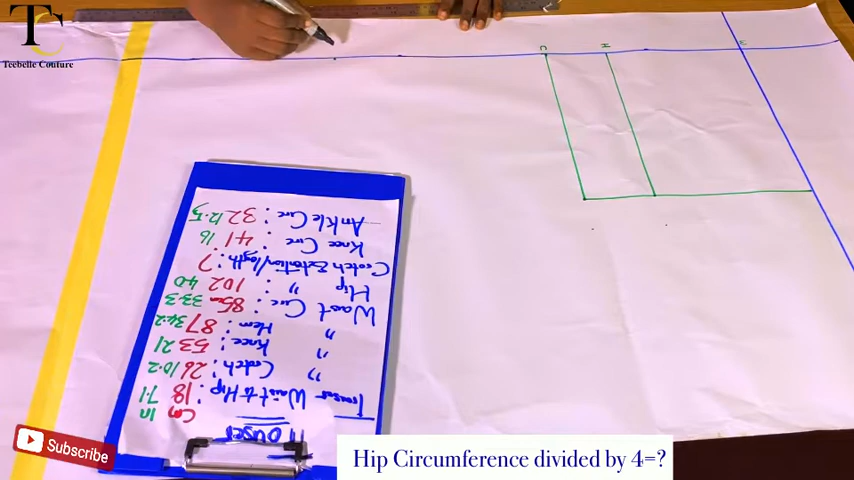 TC
Teebelle Couture
C
H
W
Trouser
cm in
Trouser Waist to Hip : 18 7.1
" Crotch : 26 10.2
" Knee : 53 21
" Hem : 87 34.2
Waist Circ : 85cm 33.3
Hip " : 102 40
Crotch Extention/length : ?
Knee Circ : 41 16
Ankle Circ : 32 12.5
Subscribe
Hip Circumference divided by 4=?